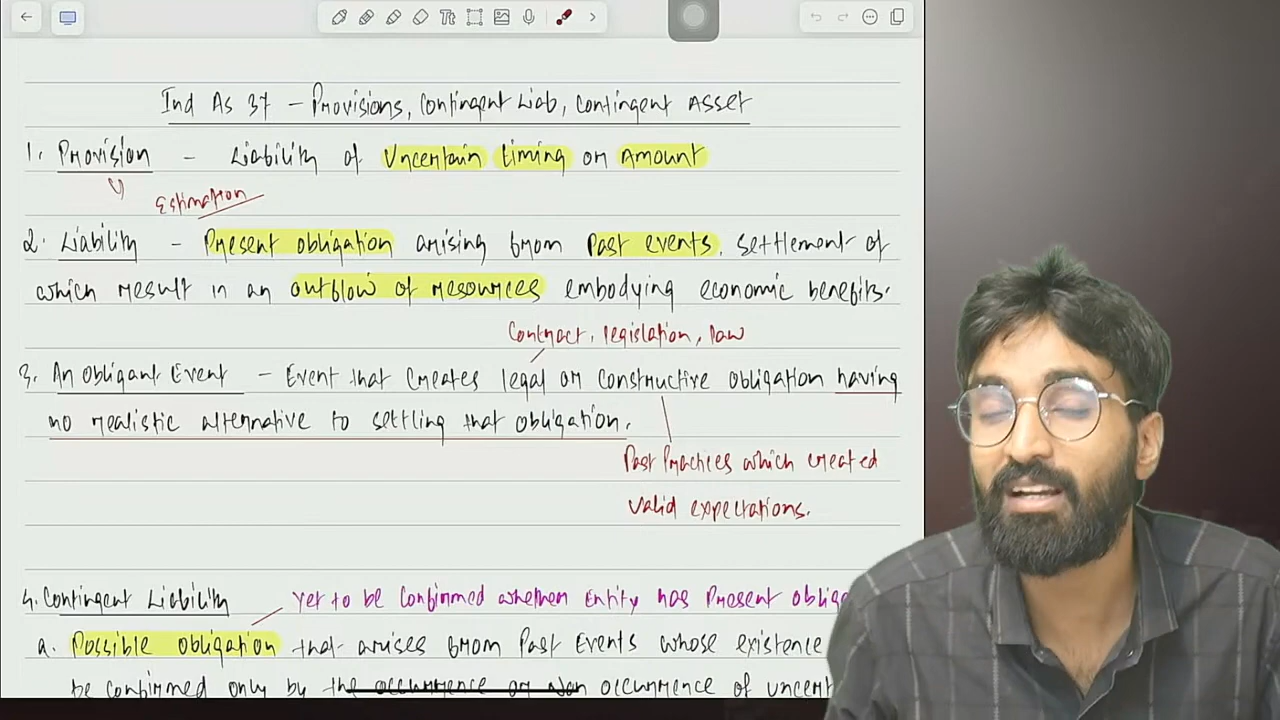 Ind As 37 - Provisions, Contingent Liab, Contingent Asset
1. Provision - Liability of Uncertain timing or Amount
Estimation
2. Liability - Present obligation arising from Past events, settlement of
which result in an outflow of resources embodying economic benefits.
Contract, legislation, law
3. An Obligant Event - Event that Creates legal or constructive obligation having
no realistic alternative to settling that obligation.
Past Practices which created
valid expectations.
4. Contingent Liability
Yet to be Confirmed whether Entity has Present oblig
a. Possible obligation that arises from Past Events whose existence
be confirmed only by the occurrence or non occurrence of uncert